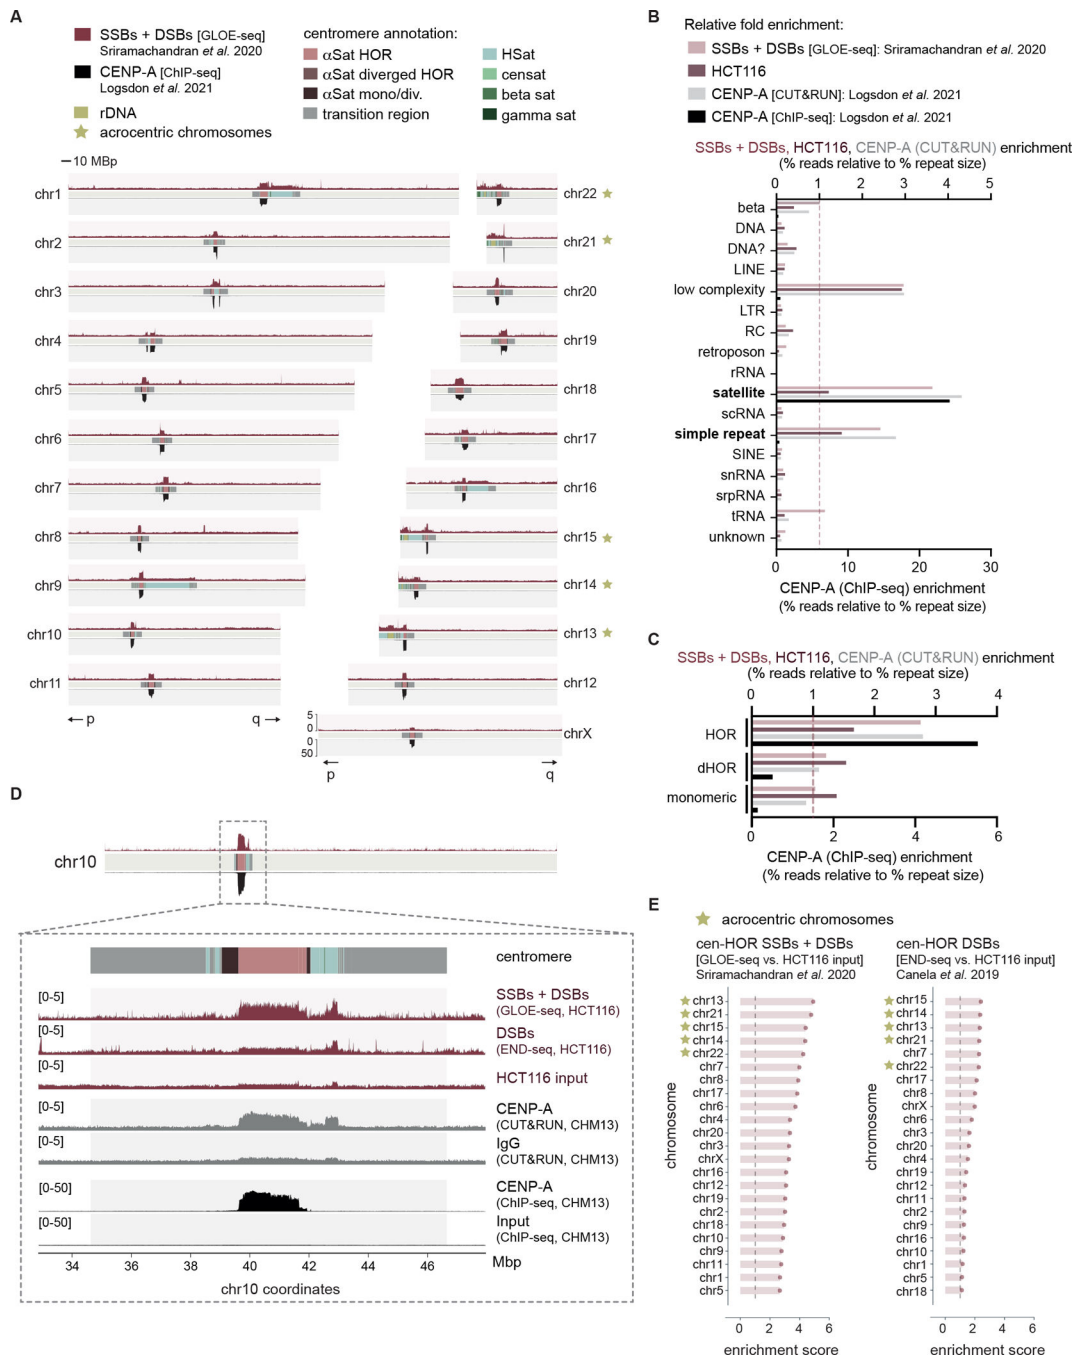 A
SSBs + DSBs [GLOE-seq]
Sriramachandran et al. 2020
CENP-A [ChIP-seq]
Logsdon et al. 2021
rDNA
acrocentric chromosomes
centromere annotation:
αSat HOR
αSat diverged HOR
αSat mono/div.
transition region
HSat
censat
beta sat
gamma sat
10 MBp
chr1
chr2
chr3
chr4
chr5
chr6
chr7
chr8
chr9
chr10
chr11
chr22
chr21
chr20
chr19
chr18
chr17
chr16
chr15
chr14
chr13
chr12
chrX
p
q
5
0
0
50
p
q
B
Relative fold enrichment:
SSBs + DSBs [GLOE-seq]: Sriramachandran et al. 2020
HCT116
CENP-A [CUT&RUN]: Logsdon et al. 2021
CENP-A [ChIP-seq]: Logsdon et al. 2021
SSBs + DSBs, HCT116, CENP-A (CUT&RUN) enrichment
(% reads relative to % repeat size)
0 1 2 3 4 5
beta
DNA
DNA?
LINE
low complexity
LTR
RC
retroposon
rRNA
satellite
scRNA
simple repeat
SINE
snRNA
srpRNA
tRNA
unknown
0 10 20 30
CENP-A (ChIP-seq) enrichment
(% reads relative to % repeat size)
C
SSBs + DSBs, HCT116, CENP-A (CUT&RUN) enrichment
(% reads relative to % repeat size)
0 1 2 3 4
HOR
dHOR
monomeric
0 2 4 6
CENP-A (ChIP-seq) enrichment
(% reads relative to % repeat size)
D
chr10
centromere
[0-5]
SSBs + DSBs
(GLOE-seq, HCT116)
[0-5]
DSBs
(END-seq, HCT116)
[0-5]
HCT116 input
[0-5]
CENP-A
(CUT&RUN, CHM13)
[0-5]
IgG
(CUT&RUN, CHM13)
[0-50]
CENP-A
(ChIP-seq, CHM13)
[0-50]
Input
(ChIP-seq, CHM13)
34 36 38 40 42 44 46
Mbp
chr10 coordinates
E
acrocentric chromosomes
cen-HOR SSBs + DSBs
[GLOE-seq vs. HCT116 input]
Sriramachandran et al. 2020
chromosome
chr13
chr21
chr15
chr14
chr22
chr7
chr8
chr17
chr6
chr4
chr20
chr3
chrX
chr16
chr12
chr19
chr2
chr18
chr10
chr9
chr11
chr1
chr5
0 2 4 6
enrichment score
cen-HOR DSBs
[END-seq vs. HCT116 input]
Canela et al. 2019
chromosome
chr15
chr14
chr13
chr21
chr7
chr22
chr17
chr8
chrX
chr6
chr3
chr20
chr4
chr19
chr12
chr11
chr2
chr9
chr16
chr10
chr1
chr5
chr18
0 2 4 6
enrichment score